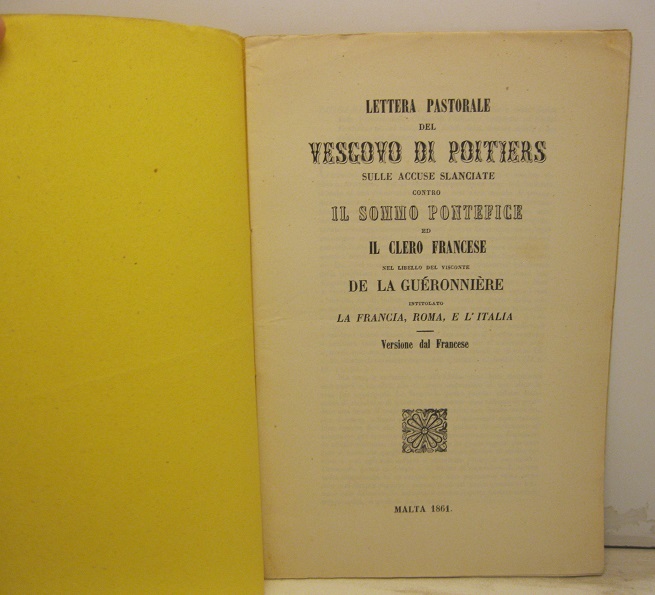 LETTERA PASTORALE
DEL
VESCOVO DI POITIERS
SULLE ACCUSE SLANCIATE
CONTRO
IL SOMMO PONTEFICE
ED
IL CLERO FRANCESE
NEL LIBELLO DEL VISCONTE
DE LA GUÉRONNIÈRE
INTITOLATO
LA FRANCIA, ROMA, E L'ITALIA
Versione dal Francese
MALTA 1861.